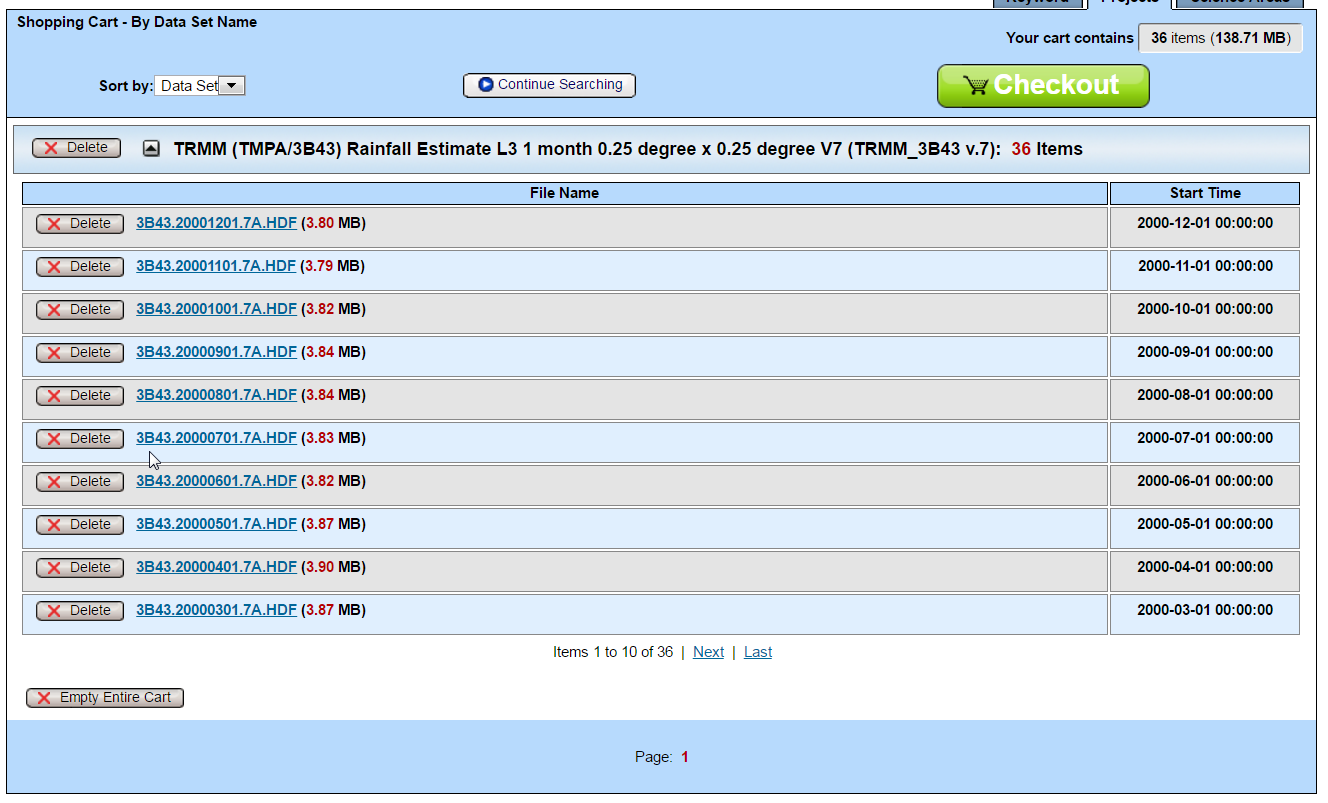 Keyword Projects Science Areas
Shopping Cart - By Data Set Name
Your cart contains 36 items (138.71 MB)
Sort by: Data Set Continue Searching Checkout
Delete TRMM (TMPA/3B43) Rainfall Estimate L3 1 month 0.25 degree x 0.25 degree V7 (TRMM_3B43 v.7): 36 Items
File Name Start Time
Delete 3B43.20001201.7A.HDF (3.80 MB) 2000-12-01 00:00:00
Delete 3B43.20001101.7A.HDF (3.79 MB) 2000-11-01 00:00:00
Delete 3B43.20001001.7A.HDF (3.82 MB) 2000-10-01 00:00:00
Delete 3B43.20000901.7A.HDF (3.84 MB) 2000-09-01 00:00:00
Delete 3B43.20000801.7A.HDF (3.84 MB) 2000-08-01 00:00:00
Delete 3B43.20000701.7A.HDF (3.83 MB) 2000-07-01 00:00:00
Delete 3B43.20000601.7A.HDF (3.82 MB) 2000-06-01 00:00:00
Delete 3B43.20000501.7A.HDF (3.87 MB) 2000-05-01 00:00:00
Delete 3B43.20000401.7A.HDF (3.90 MB) 2000-04-01 00:00:00
Delete 3B43.20000301.7A.HDF (3.87 MB) 2000-03-01 00:00:00
Items 1 to 10 of 36 | Next | Last
Empty Entire Cart
Page: 1